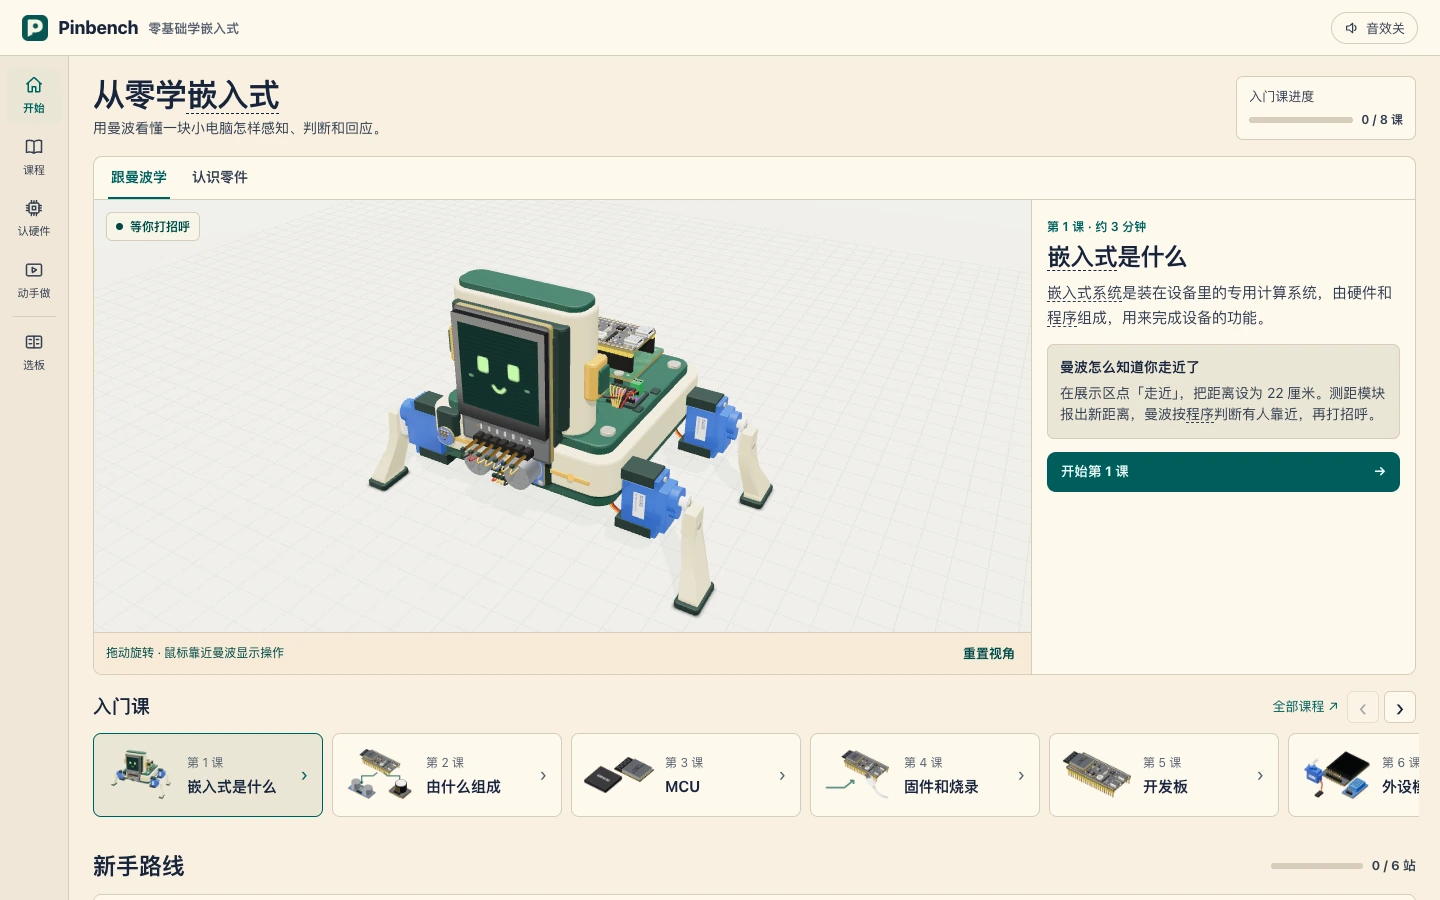 Pinbench 零基础学嵌入式
音效关
开始
课程
认硬件
动手做
选板
从零学嵌入式
用曼波看懂一块小电脑怎样感知、判断和回应。
入门课进度
0 / 8 课
跟曼波学 认识零件
等你打招呼
拖动旋转 · 鼠标靠近曼波显示操作
重置视角
第 1 课 · 约 3 分钟
嵌入式是什么
嵌入式系统是装在设备里的专用计算系统，由硬件和
程序组成，用来完成设备的功能。
曼波怎么知道你走近了
在展示区点「走近」，把距离设为 22 厘米。测距模块
报出新距离，曼波按程序判断有人靠近，再打招呼。
开始第 1 课
入门课
全部课程
第 1 课
嵌入式是什么
第 2 课
由什么组成
第 3 课
MCU
第 4 课
固件和烧录
第 5 课
开发板
第 6 课
外设
新手路线
0 / 6 站